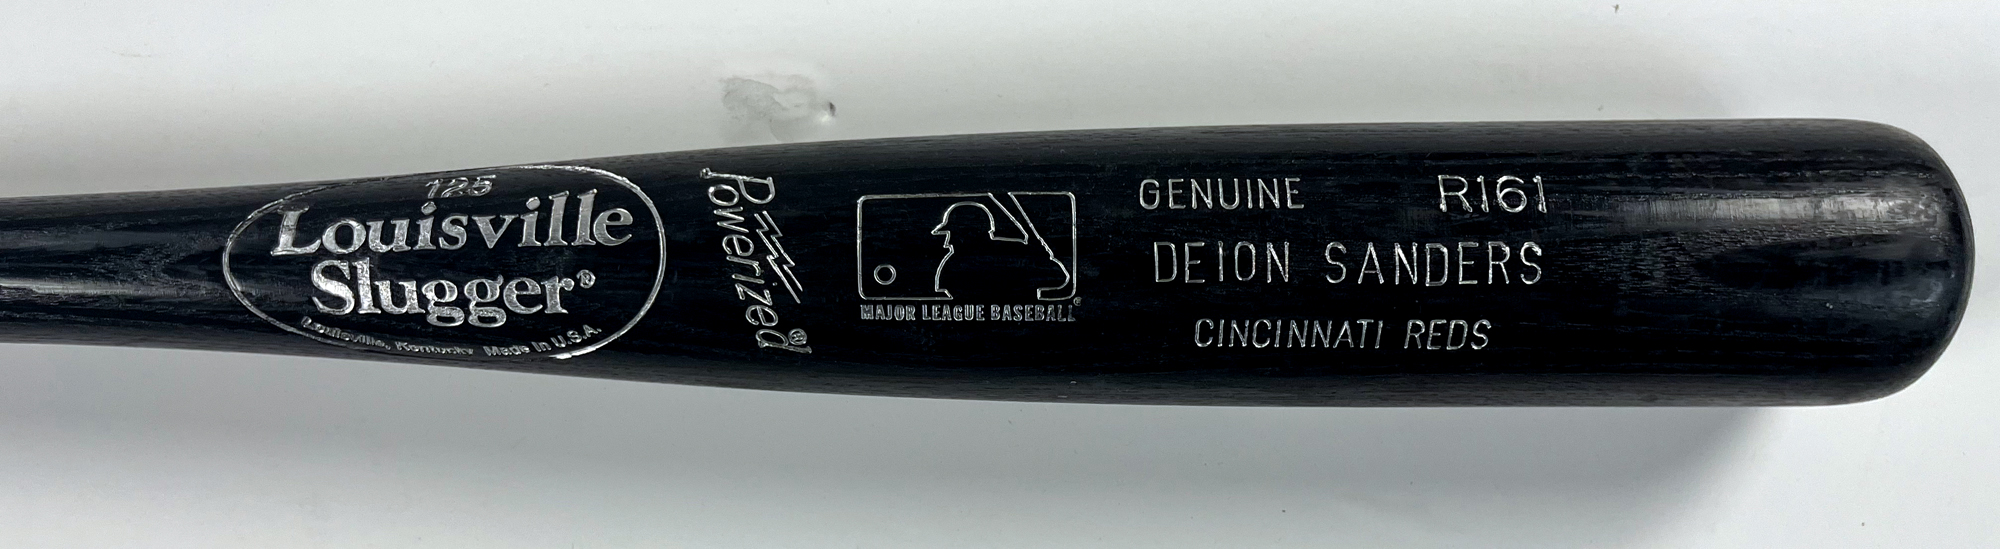 125
Louisville
Slugger®
Louisville, Kentucky Made in U.S.A.
Powerized®
MAJOR LEAGUE BASEBALL®
GENUINE R161
DEION SANDERS
CINCINNATI REDS